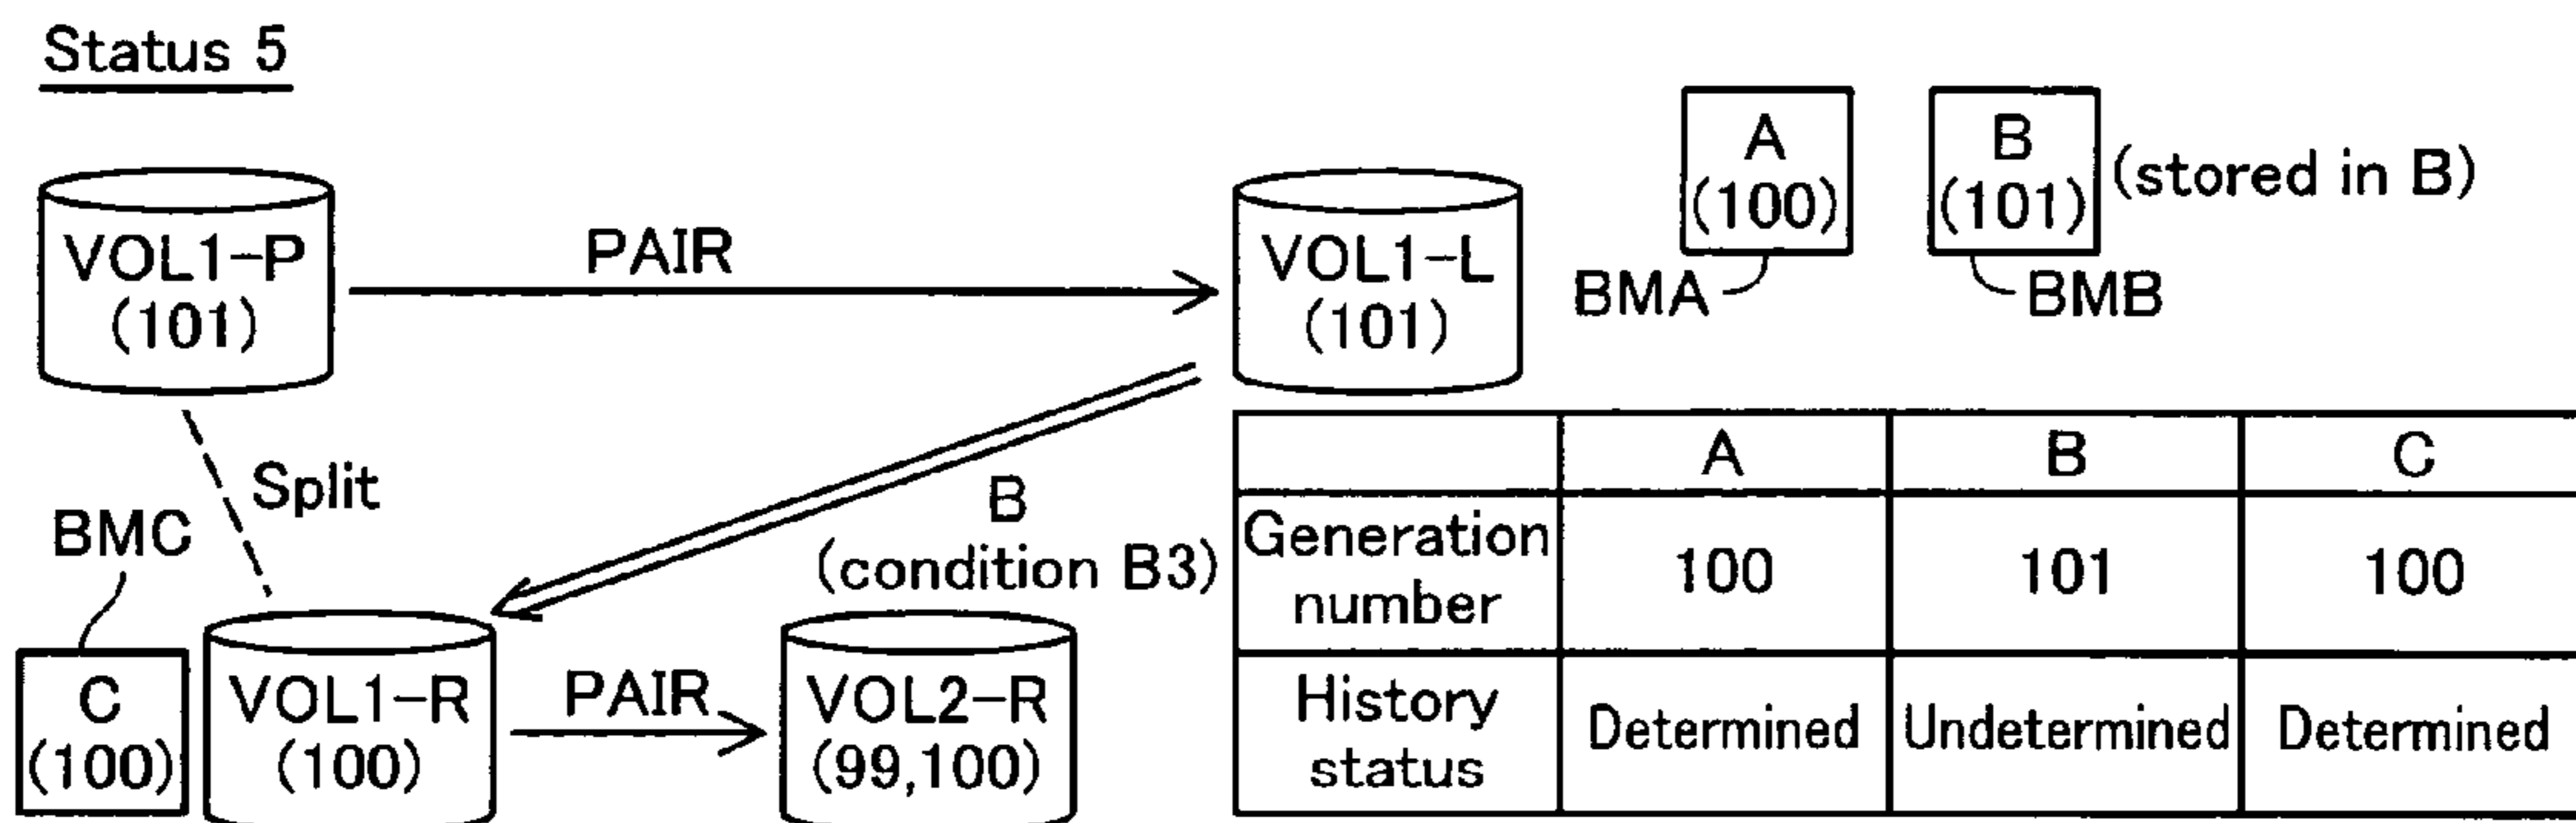 Status 5
A
(100)
B
(101)
(stored in B)
BMA
BMB
VOL1-P
(101)
PAIR
VOL1-L
(101)
Split
B
(condition B3)
BMC
C
(100)
VOL1-R
(100)
PAIR
VOL2-R
(99,100)
A B C
Generation number 100 101 100
History status Determined Undetermined Determined